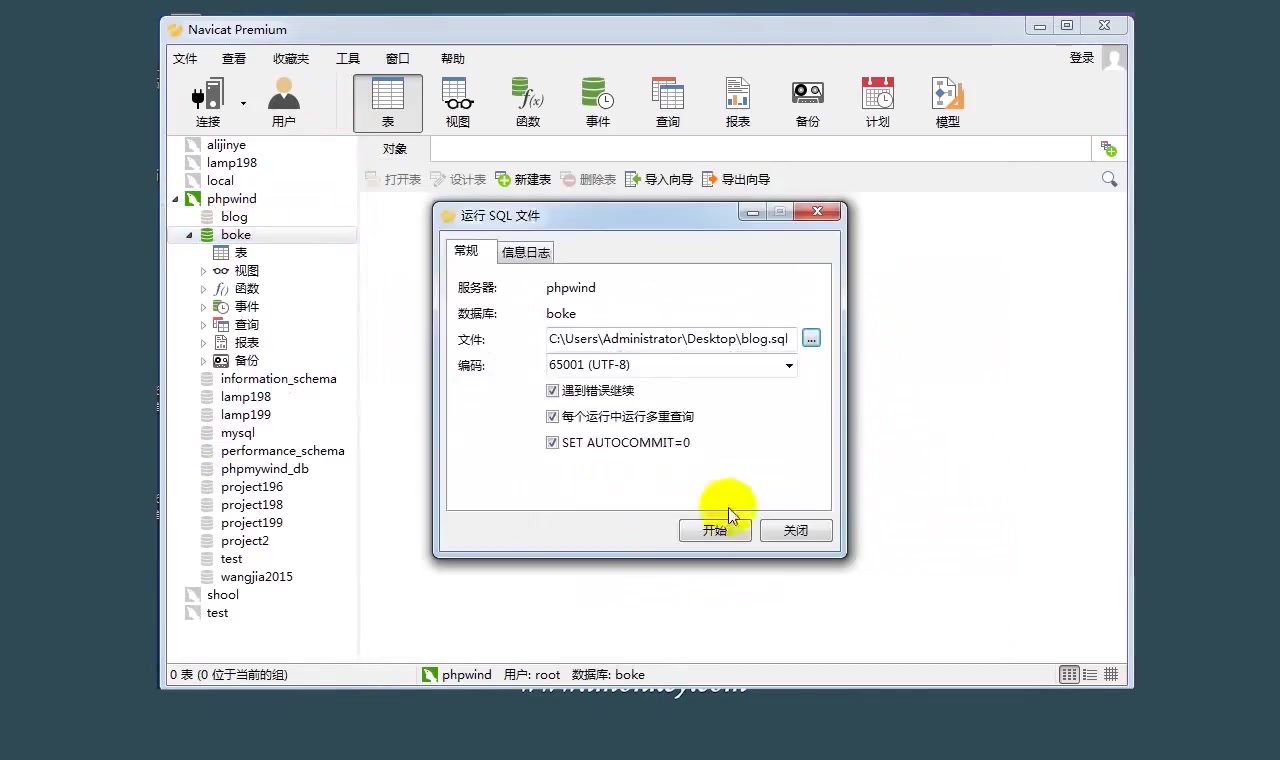 Navicat Premium
文件 查看 收藏夹 工具 窗口 帮助 登录
连接 用户 表 视图 函数 事件 查询 报表 备份 计划 模型
对象
打开表 设计表 新建表 删除表 导入向导 导出向导
alijinye
lamp198
local
phpwind
blog
boke
表
视图
函数
事件
查询
报表
备份
information_schema
lamp198
lamp199
mysql
performance_schema
phpmywind_db
project196
project198
project199
project2
test
wangjia2015
shool
test
运行 SQL 文件
常规 信息日志
服务器: phpwind
数据库: boke
文件: C:\Users\Administrator\Desktop\blog.sql ...
编码: 65001 (UTF-8)
遇到错误继续
每个运行中运行多重查询
SET AUTOCOMMIT=0
开始 关闭
0 表 (0 位于当前的组) phpwind 用户: root 数据库: boke